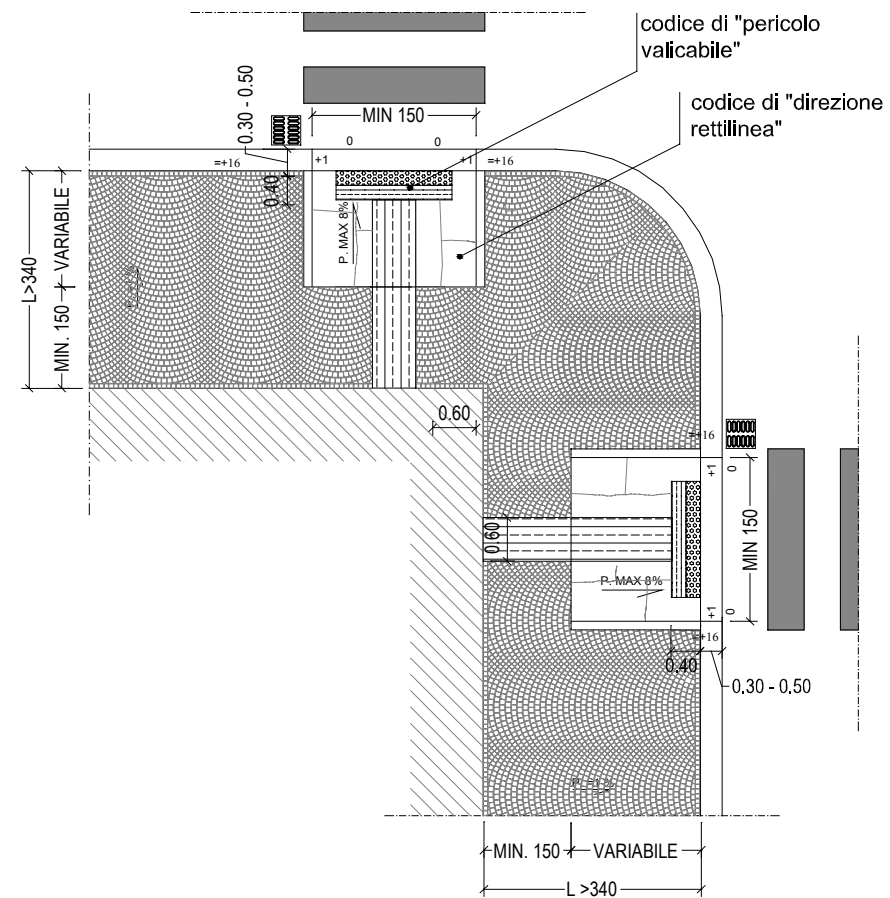 codice di "pericolo
valicabile"
codice di "direzione
rettilinea"
0.30 - 0.50
MIN 150
0
0
=+16
+1
+1
=+16
0.40
P. MAX 8%
L>340
VARIABILE
MIN. 150
0.60
=+16
+1
0
0.60
MIN 150
P. MAX 8%
+1
0
=+16
0.40
0.30 - 0.50
P. =1 %
MIN. 150
VARIABILE
L >340